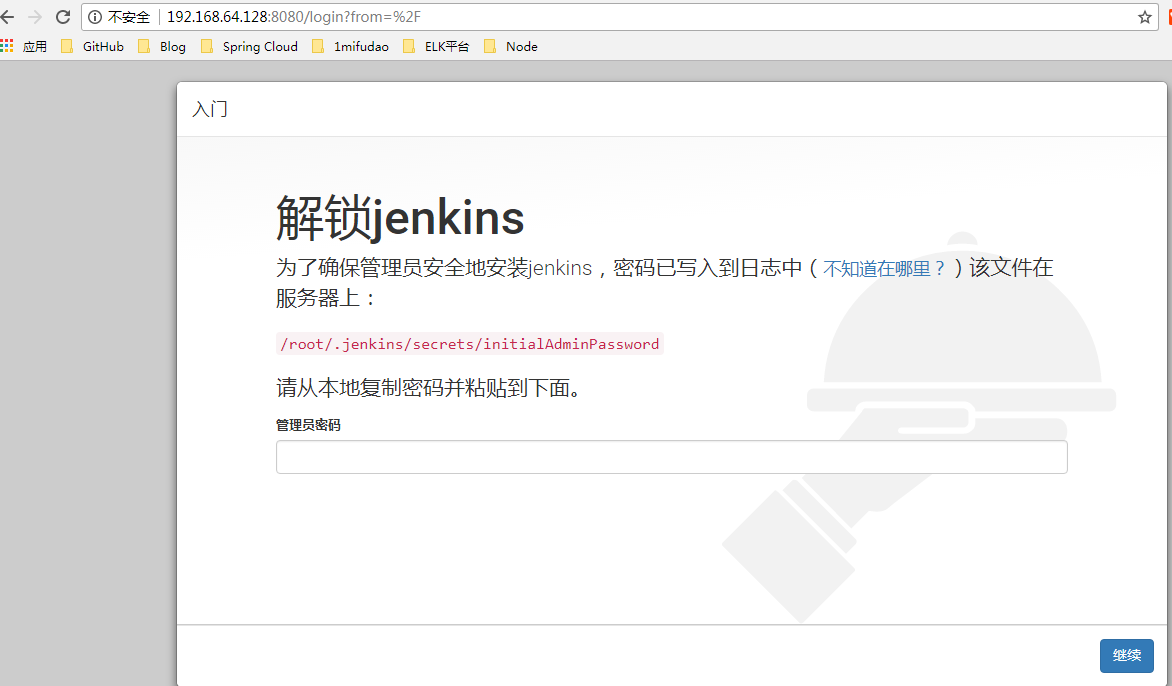 不安全 192.168.64.128:8080/login?from=%2F
应用 GitHub Blog Spring Cloud 1mifudao ELK平台 Node
入门
解锁jenkins
为了确保管理员安全地安装jenkins，密码已写入到日志中（不知道在哪里？）该文件在
服务器上：
/root/.jenkins/secrets/initialAdminPassword
请从本地复制密码并粘贴到下面。
管理员密码
继续